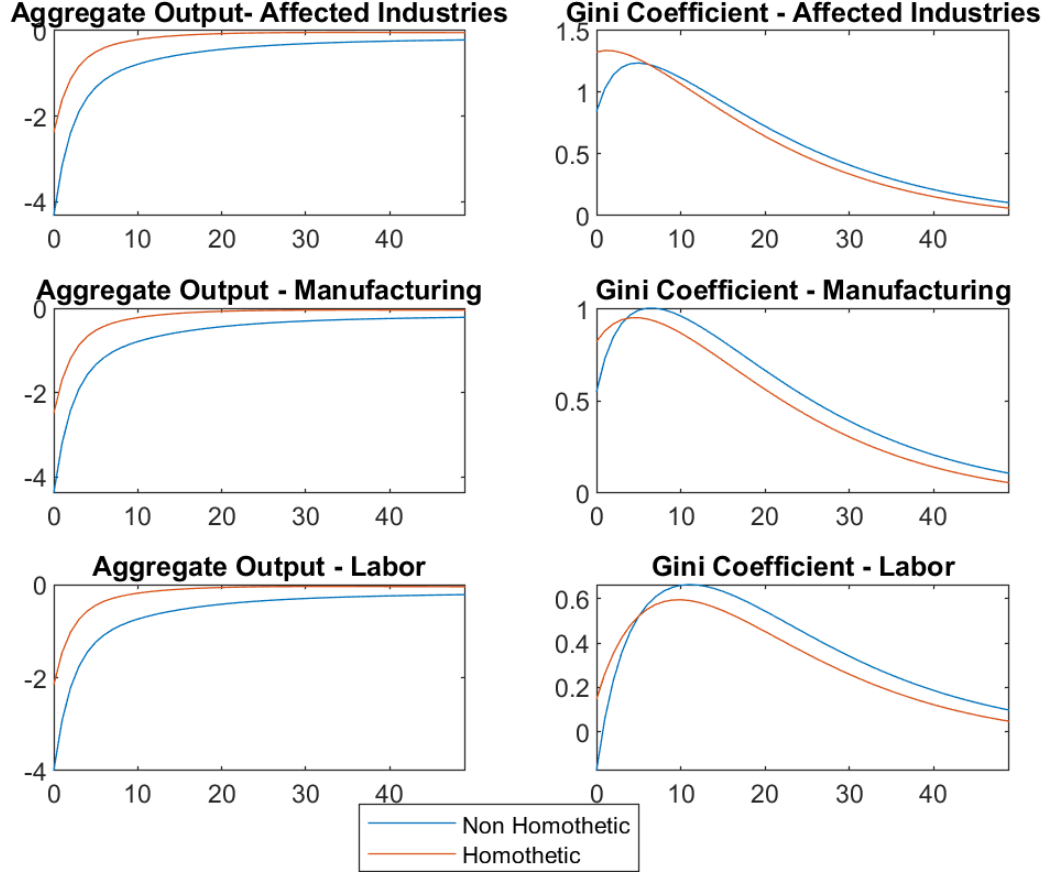 Aggregate Output- Affected Industries
0
-2
-4
0 10 20 30 40
Gini Coefficient - Affected Industries
1.5
1
0.5
0
0 10 20 30 40
Aggregate Output - Manufacturing
0
-2
-4
0 10 20 30 40
Gini Coefficient - Manufacturing
1
0.5
0
0 10 20 30 40
Aggregate Output - Labor
0
-2
-4
0 10 20 30 40
Gini Coefficient - Labor
0.6
0.4
0.2
0
0 10 20 30 40
Non Homothetic
Homothetic